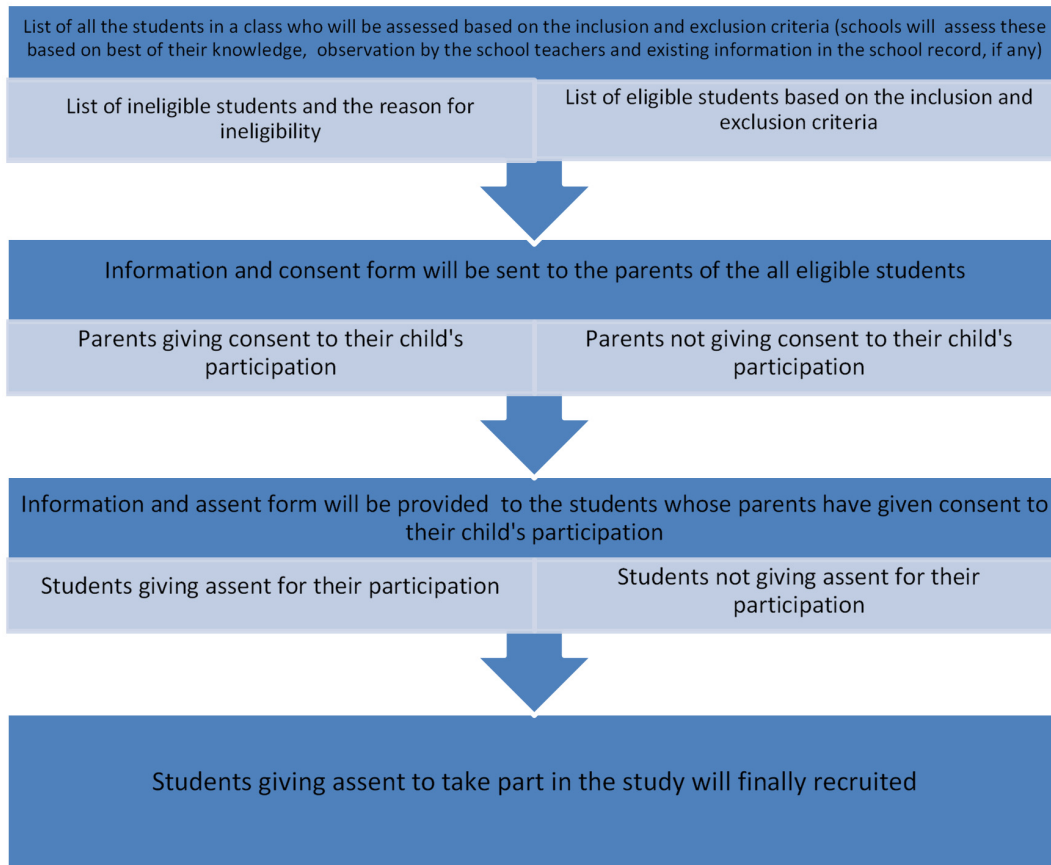 List of all the students in a class who will be assessed based on the inclusion and exclusion criteria (schools will assess these
based on best of their knowledge, observation by the school teachers and existing information in the school record, if any)
List of ineligible students and the reason for
ineligibility
List of eligible students based on the inclusion and
exclusion criteria
Information and consent form will be sent to the parents of the all eligible students
Parents giving consent to their child's
participation
Parents not giving consent to their child's
participation
Information and assent form will be provided to the students whose parents have given consent to
their child's participation
Students giving assent for their participation
Students not giving assent for their
participation
Students giving assent to take part in the study will finally recruited